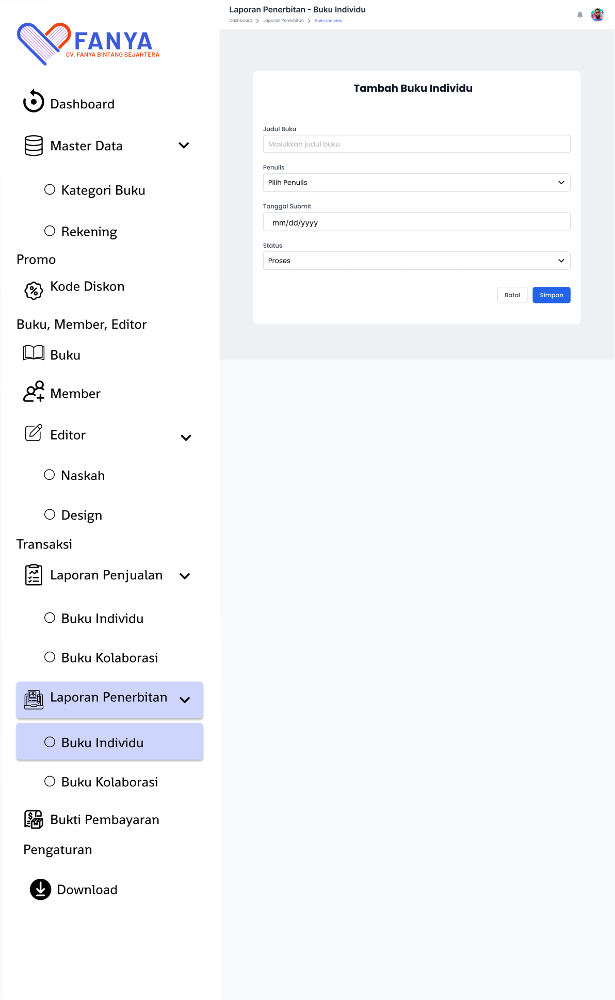 FANYA
CV. FANYA BINTANG SEJAHTERA
Dashboard
Master Data
Kategori Buku
Rekening
Promo
Kode Diskon
Buku, Member, Editor
Buku
Member
Editor
Naskah
Design
Transaksi
Laporan Penjualan
Buku Individu
Buku Kolaborasi
Laporan Penerbitan
Buku Individu
Buku Kolaborasi
Bukti Pembayaran
Pengaturan
Download
Laporan Penerbitan - Buku Individu
Dashboard > Laporan Penerbitan > Buku Individu
Tambah Buku Individu
Judul Buku
Masukkan judul buku
Penulis
Pilih Penulis
Tanggal Submit
mm/dd/yyyy
Status
Proses
Batal Simpan